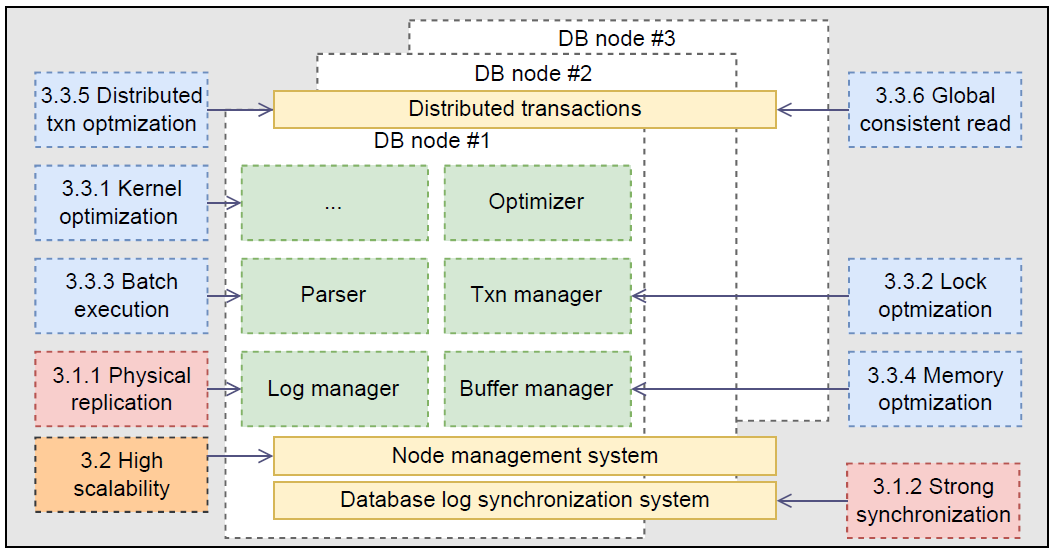 DB node #3
DB node #2
3.3.5 Distributed
txn optmization
Distributed transactions
3.3.6 Global
consistent read
DB node #1
3.3.1 Kernel
optimization
...
Optimizer
3.3.3 Batch
execution
Parser
Txn manager
3.3.2 Lock
optmization
3.1.1 Physical
replication
Log manager
Buffer manager
3.3.4 Memory
optmization
3.2 High
scalability
Node management system
Database log synchronization system
3.1.2 Strong
synchronization